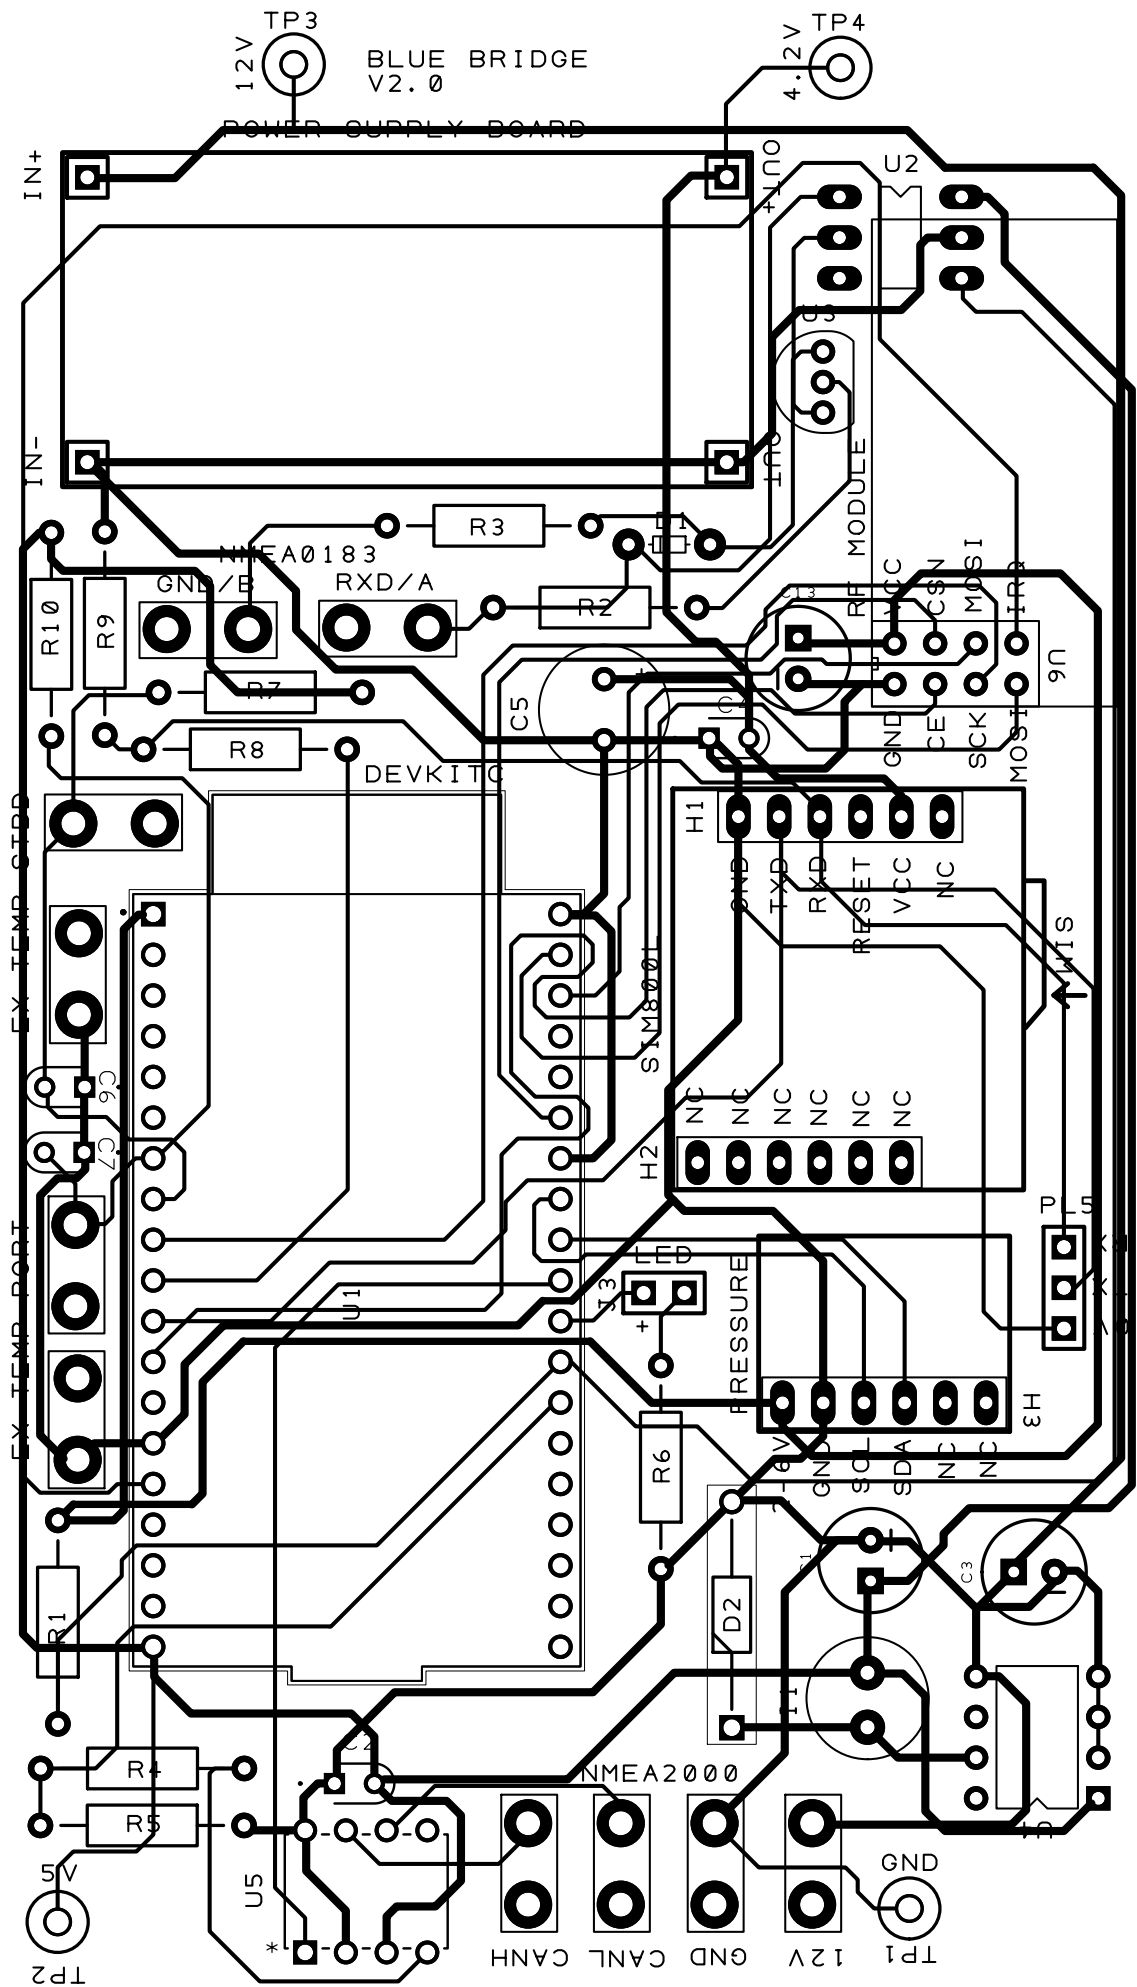 TP3
TP4
12V
BLUE BRIDGE
V2.0
4.2V
POWER SUPPLY BOARD
IN+
OUT+
U2
U3
IN-
OUT-
R3
D1
MODULE
RF
NMEA0183
GND/B
RXD/A
R10
R9
R2
C13
VCC
CSN
MOSI
IRQ
U6
R7
C5
R8
GND
CE
SCK
MOSI
DEVKITC
EX TEMP STBD
H1
GND
TXD
RXD
RESET
VCC
NC
SIM800L
SIM
C6
C7
NC
NC
NC
NC
NC
NC
H2
PL5
EX TEMP PORT
LED
J3
+
U1
PRESSURE
RX
TX
H3
R6
GND
SCL
SDA
NC
NC
R1
D2
C3
R4
R5
C2
NMEA2000
5V
U5
*
GND
CANH
CANL
GND
12V
TP1
TP2